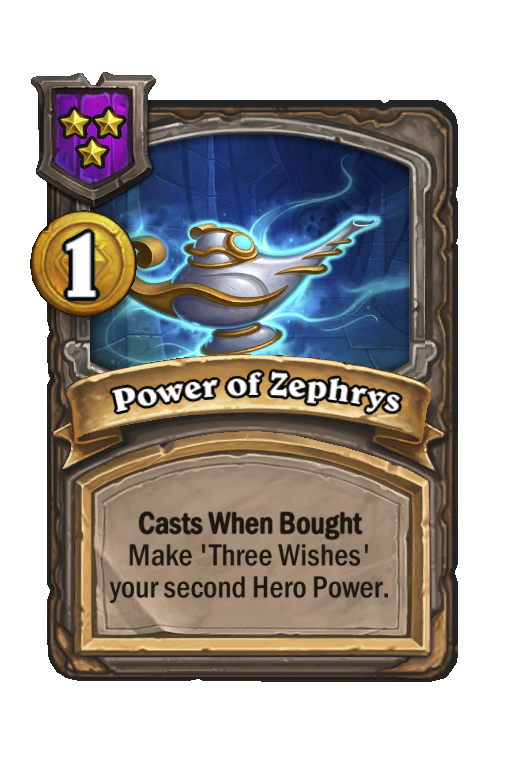 1
Power of Zephrys
Casts When Bought
Make 'Three Wishes'
your second Hero Power.